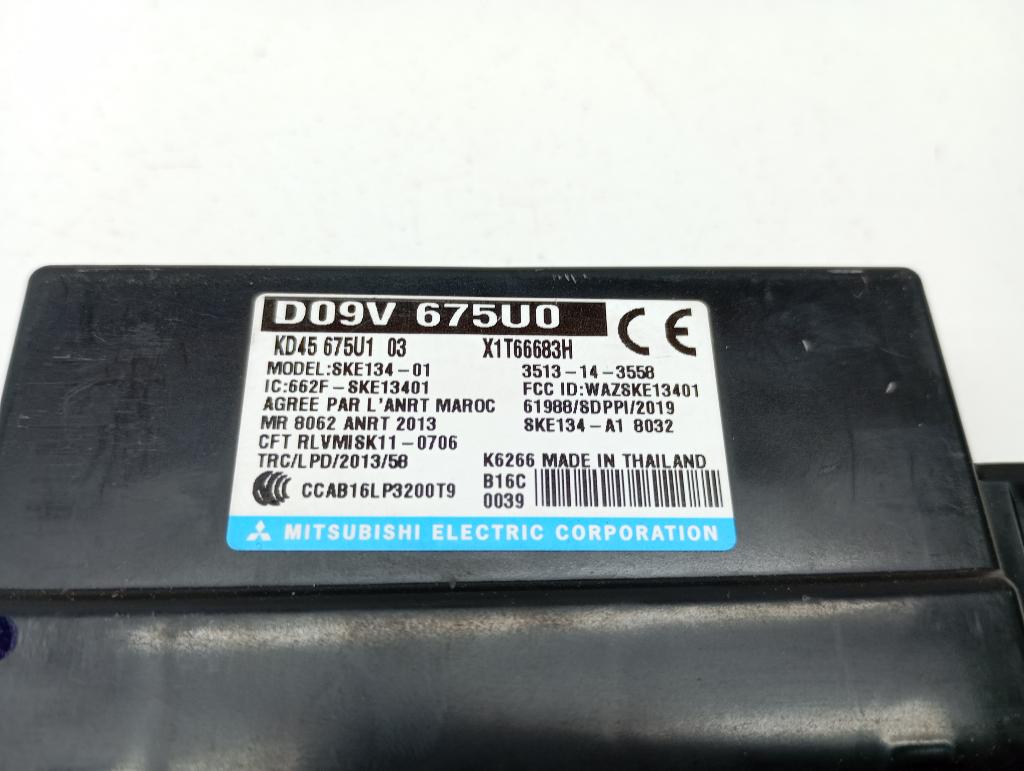 D09V 675U0
CE
KD45 675U1 03 X1T66683H
MODEL:SKE134-01 3513-14-3558
IC:662F-SKE13401 FCC ID:WAZSKE13401
AGREE PAR L'ANRT MAROC 61988/SDPPI/2019
MR 8062 ANRT 2013 SKE134-A1 8032
CFT RLVMISK11-0706
TRC/LPD/2013/58 K6266 MADE IN THAILAND
CCAB16LP3200T9 B16C
0039
MITSUBISHI ELECTRIC CORPORATION